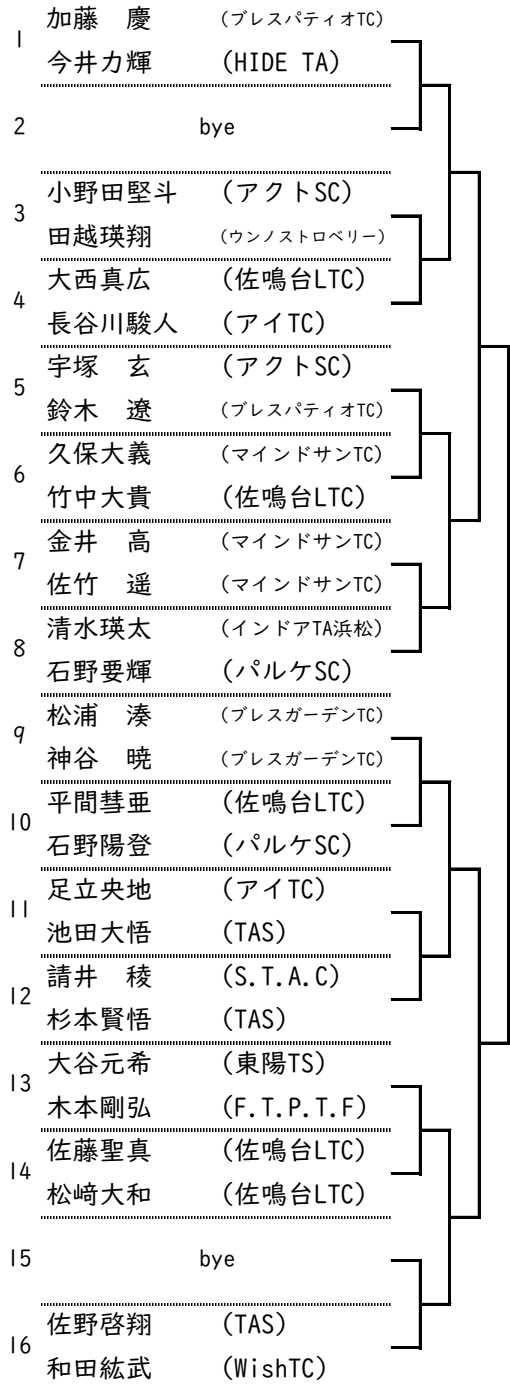 1 加藤　慶 (ブレスパティオTC)
今井力輝 (HIDE TA)
2 bye
3 小野田堅斗 (アクトSC)
田越瑛翔 (ウンノストロベリー)
4 大西真広 (佐鳴台LTC)
長谷川駿人 (アイTC)
5 宇塚　玄 (アクトSC)
鈴木　遼 (ブレスパティオTC)
6 久保大義 (マインドサンTC)
竹中大貴 (佐鳴台LTC)
7 金井　高 (マインドサンTC)
佐竹　遥 (マインドサンTC)
8 清水瑛太 (インドアTA浜松)
石野要輝 (パルケSC)
9 松浦　湊 (ブレスガーデンTC)
神谷　暁 (ブレスガーデンTC)
10 平間彗亜 (佐鳴台LTC)
石野陽登 (パルケSC)
11 足立央地 (アイTC)
池田大悟 (TAS)
12 請井　稜 (S.T.A.C)
杉本賢悟 (TAS)
13 大谷元希 (東陽TS)
木本剛弘 (F.T.P.T.F)
14 佐藤聖真 (佐鳴台LTC)
松﨑大和 (佐鳴台LTC)
15 bye
16 佐野啓翔 (TAS)
和田紘武 (WishTC)